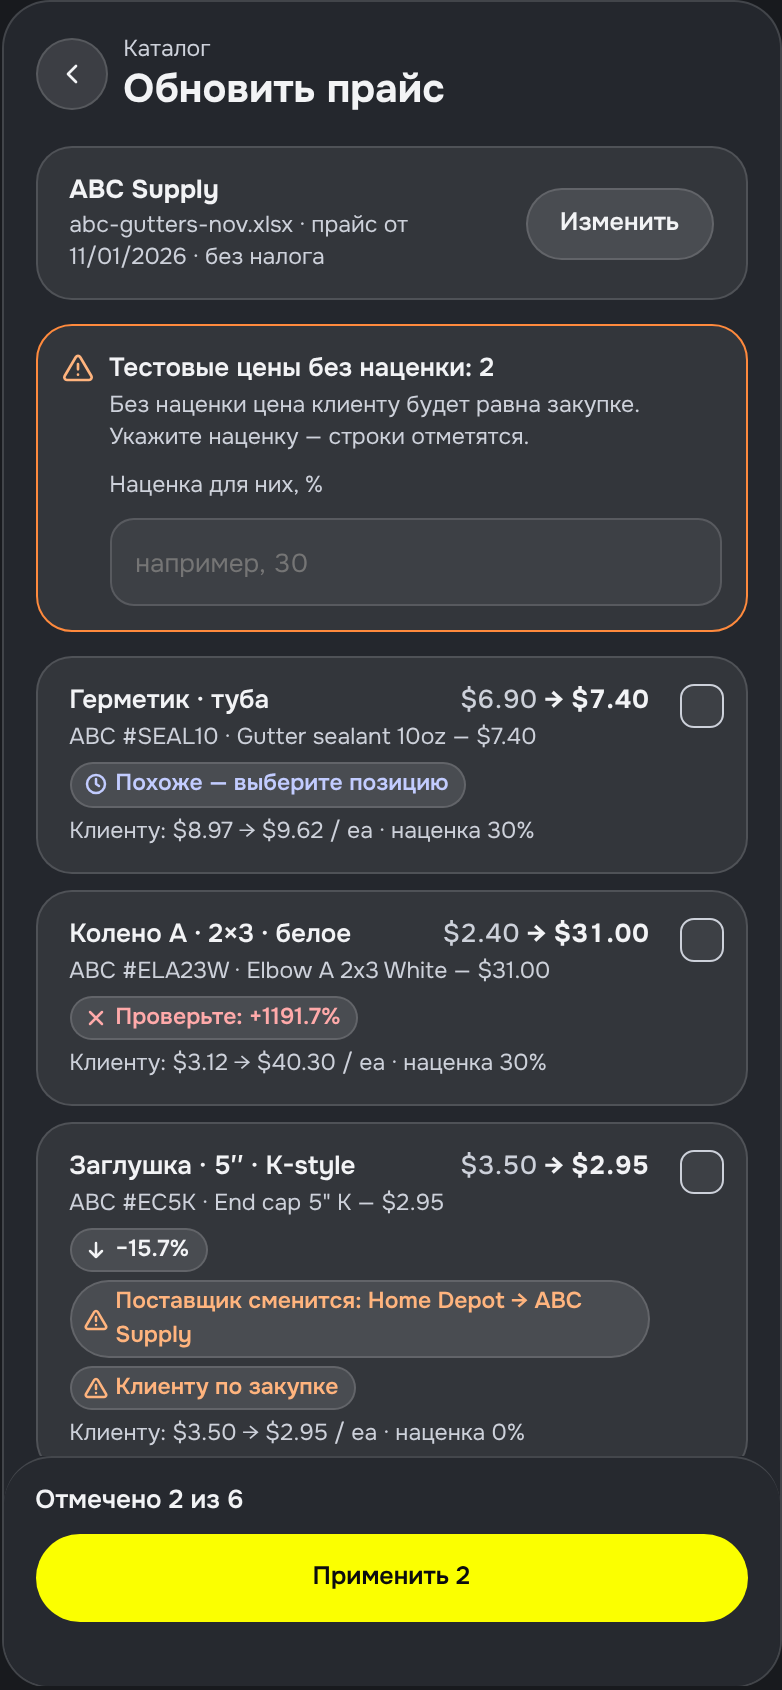 Каталог
Обновить прайс
ABC Supply
abc-gutters-nov.xlsx · прайс от
11/01/2026 · без налога
Изменить
Тестовые цены без наценки: 2
Без наценки цена клиенту будет равна закупке.
Укажите наценку — строки отметятся.
Наценка для них, %
например, 30
Герметик · туба $6.90 → $7.40
ABC #SEAL10 · Gutter sealant 10oz — $7.40
Похоже — выберите позицию
Клиенту: $8.97 → $9.62 / ea · наценка 30%
Колено A · 2×3 · белое $2.40 → $31.00
ABC #ELA23W · Elbow A 2x3 White — $31.00
Проверьте: +1191.7%
Клиенту: $3.12 → $40.30 / ea · наценка 30%
Заглушка · 5″ · K-style $3.50 → $2.95
ABC #EC5K · End cap 5" K — $2.95
↓ −15.7%
Поставщик сменится: Home Depot → ABC
Supply
Клиенту по закупке
Клиенту: $3.50 → $2.95 / ea · наценка 0%
Отмечено 2 из 6
Применить 2